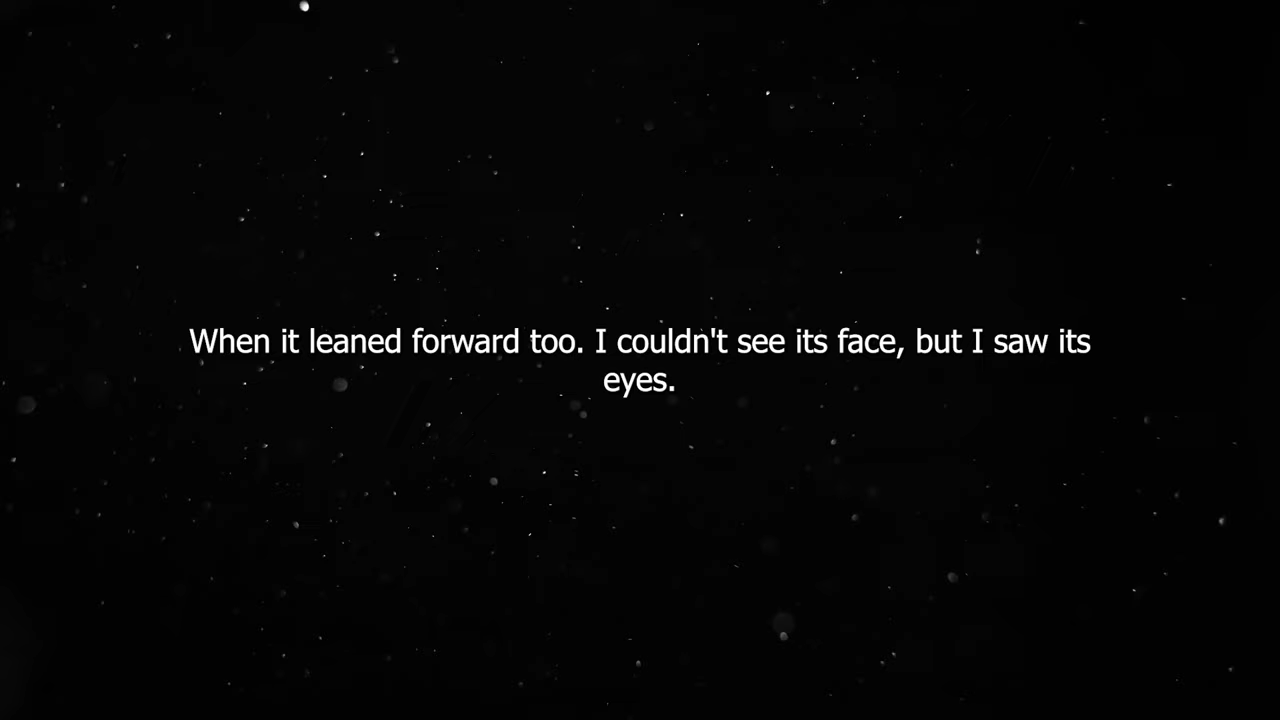 When it leaned forward too. I couldn't see its face, but I saw its
eyes.